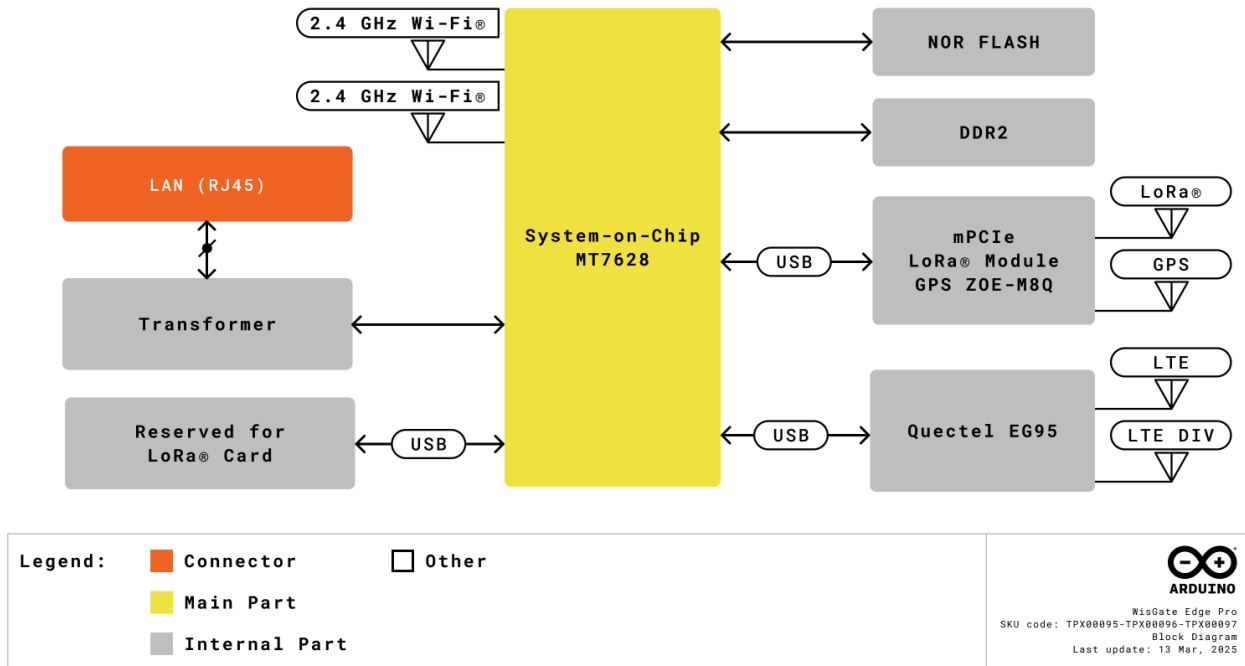 2.4 GHz Wi-Fi®
2.4 GHz Wi-Fi®
LAN (RJ45)
Transformer
Reserved for
LoRa® Card
USB
System-on-Chip
MT7628
NOR FLASH
DDR2
USB
mPCIe
LoRa® Module
GPS ZOE-M8Q
LoRa®
GPS
USB
Quectel EG95
LTE
LTE DIV
Legend:
Connector
Other
Main Part
Internal Part
ARDUINO
WisGate Edge Pro
SKU code: TPX00095-TPX00096-TPX00097
Block Diagram
Last update: 13 Mar, 2025